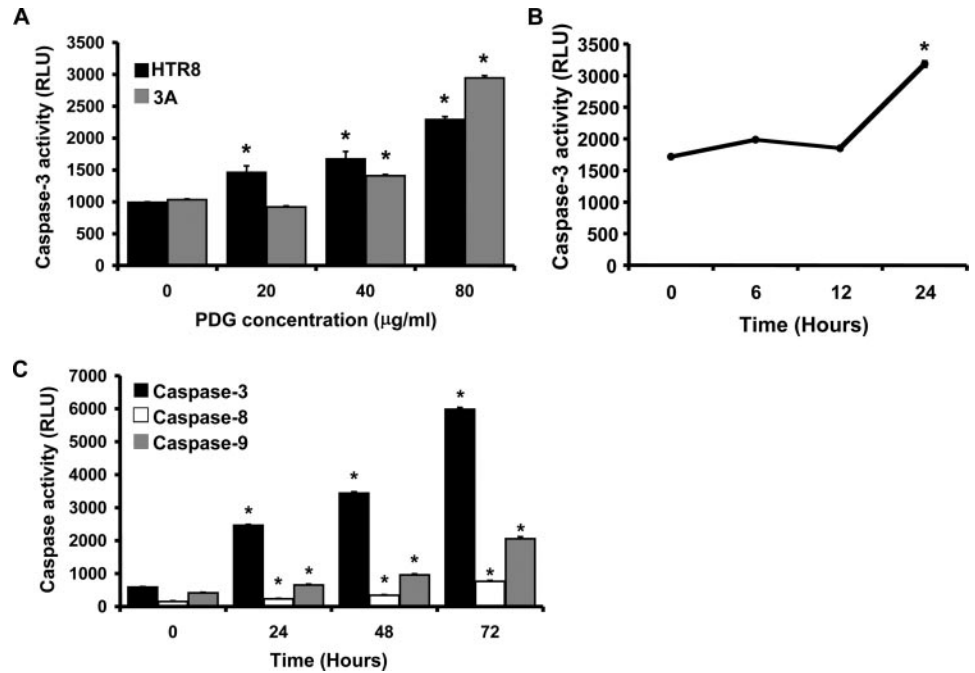 A
Caspase-3 activity (RLU)
3500
3000
2500
2000
1500
1000
500
0
HTR8
3A
*
*
*
*
*
0 20 40 80
PDG concentration (μg/ml)
B
Caspase-3 activity (RLU)
3500
3000
2500
2000
1500
1000
500
0
*
0 6 12 24
Time (Hours)
C
Caspase activity (RLU)
7000
6000
5000
4000
3000
2000
1000
0
Caspase-3
Caspase-8
Caspase-9
*
*
*
*
*
*
*
*
*
0 24 48 72
Time (Hours)